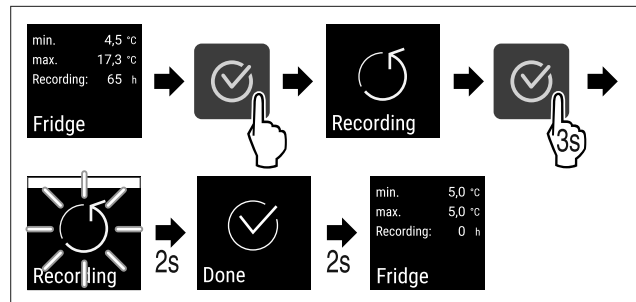 min. 4,5 °C
max. 17,3 °C
Recording: 65 h
Fridge
Recording
3s
Recording
2s
Done
2s
min. 5,0 °C
max. 5,0 °C
Recording: 0 h
Fridge